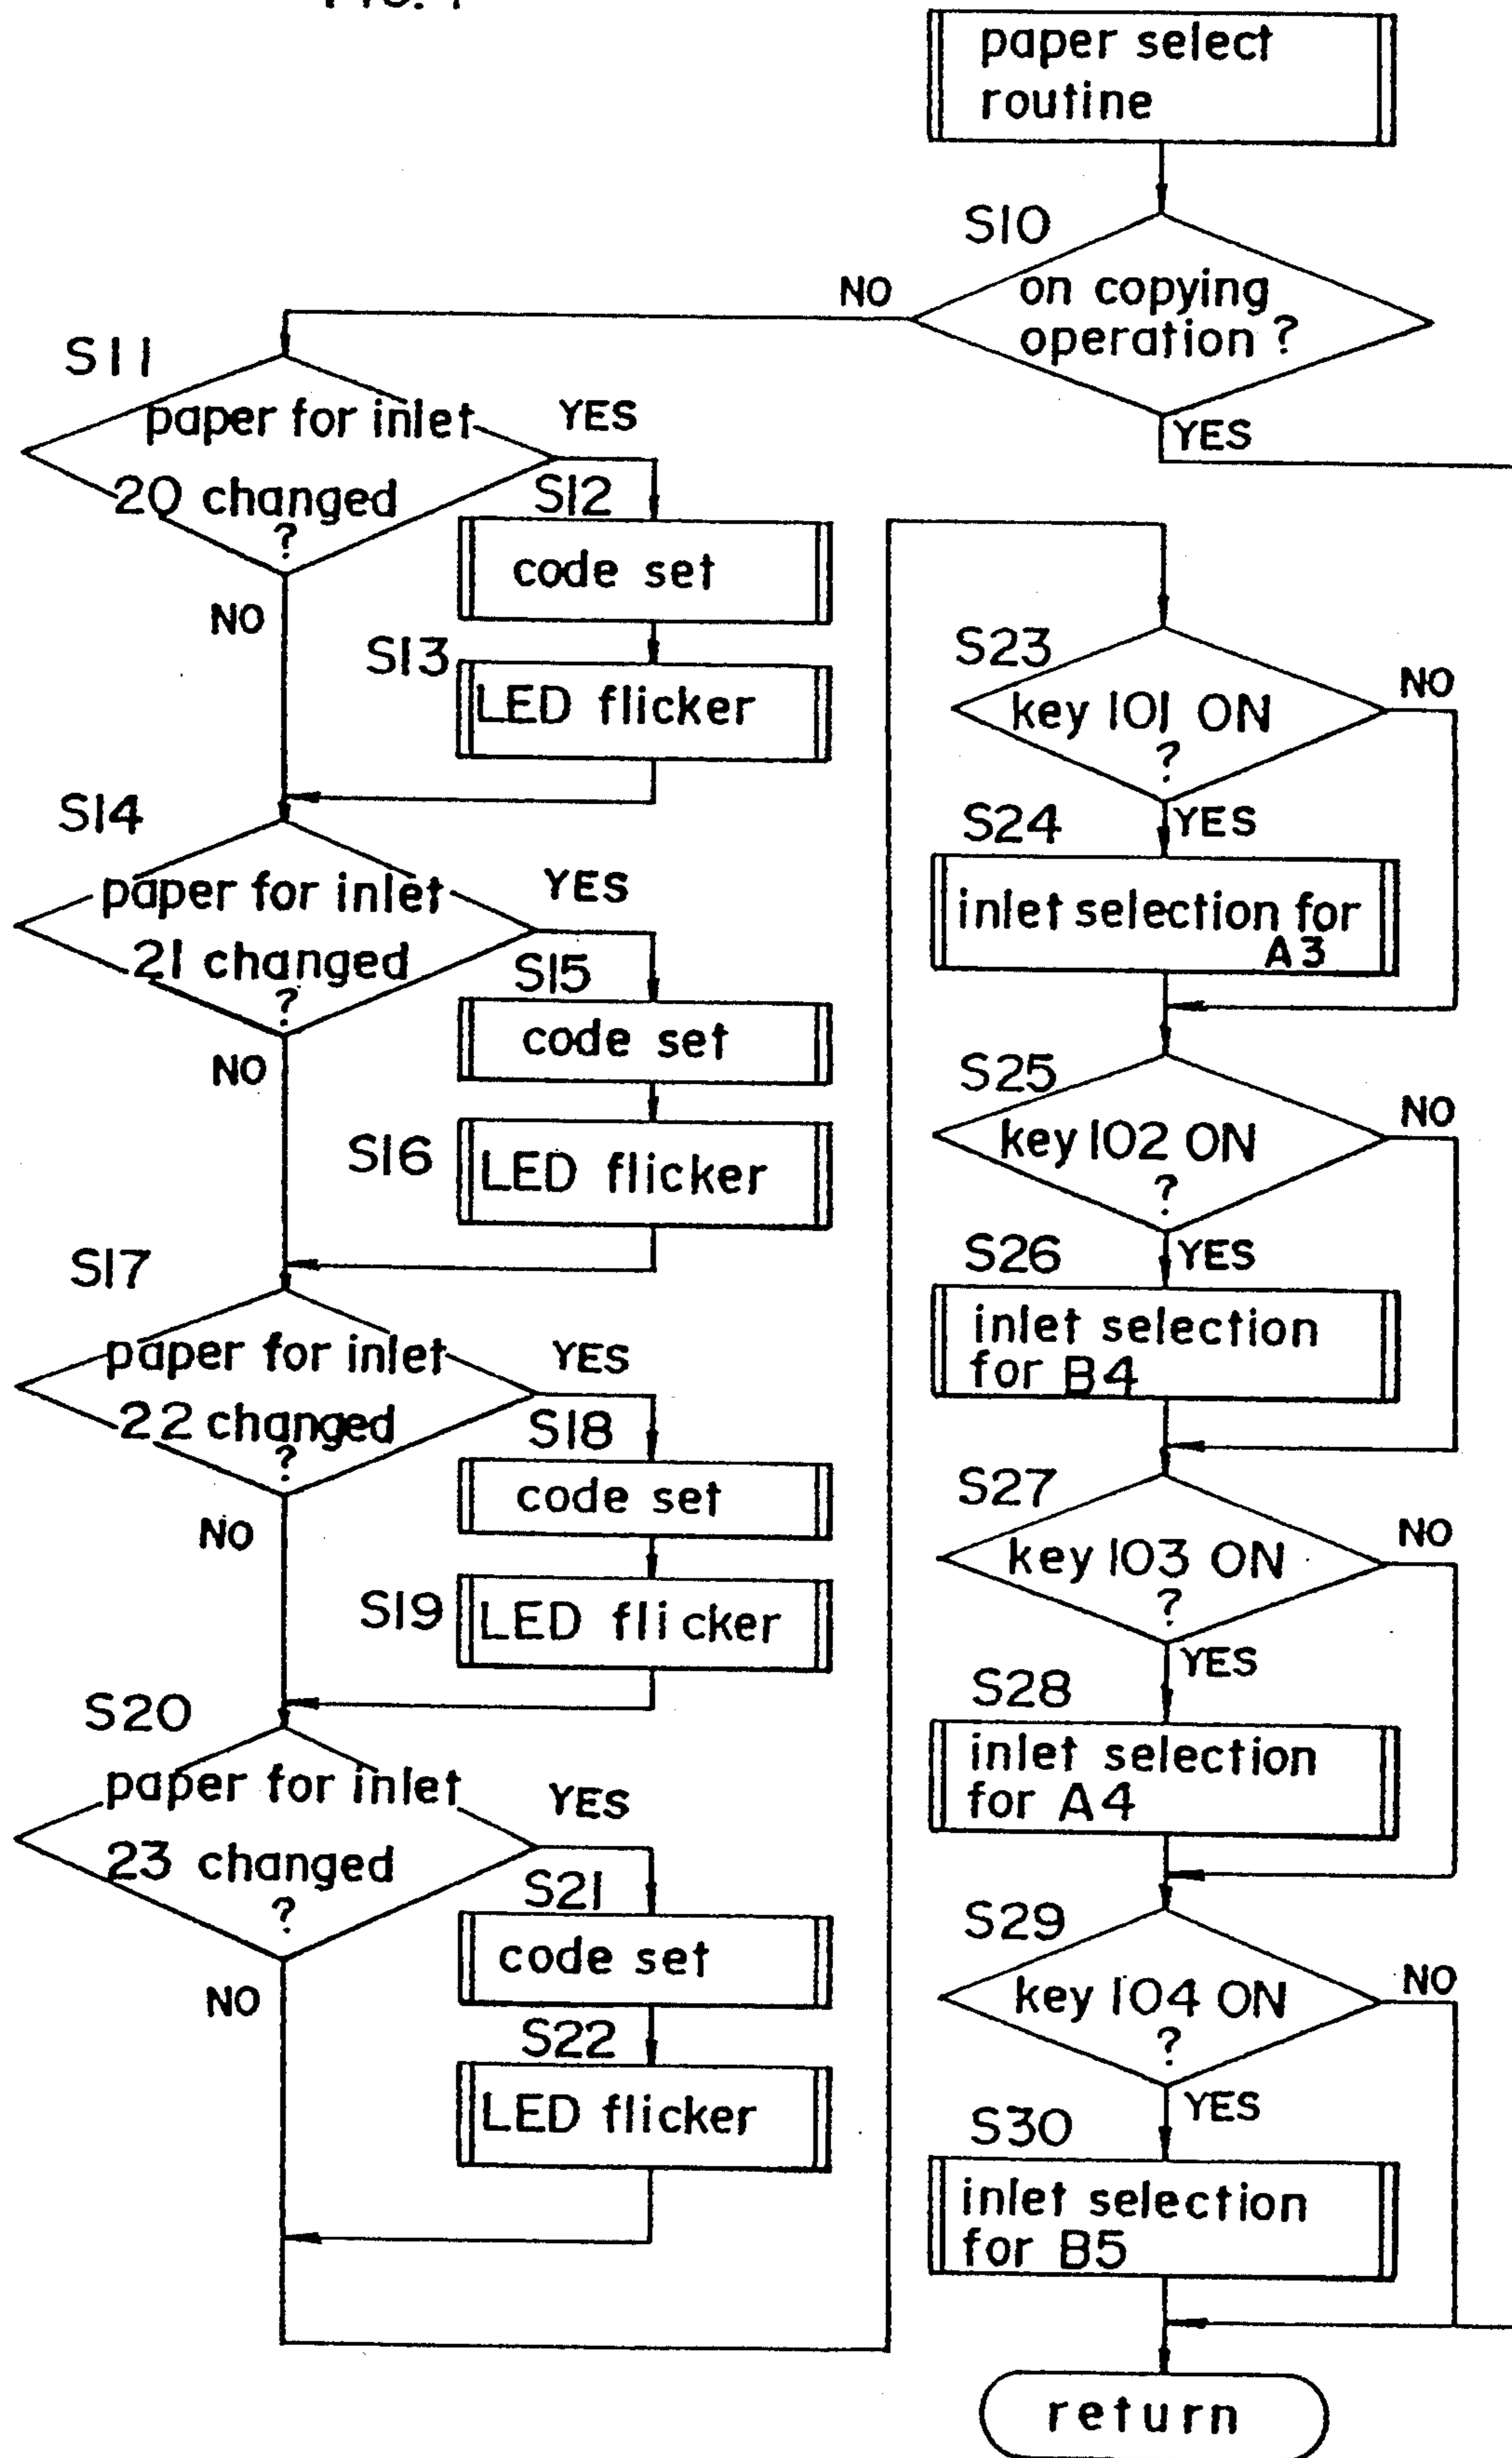 paper select
routine
S10
on copying
operation ?
NO
YES
S11
paper for inlet
20 changed
?
YES
NO
S12
code set
S13
LED flicker
S14
paper for inlet
21 changed
?
YES
NO
S15
code set
S16
LED flicker
S17
paper for inlet
22 changed
?
YES
NO
S18
code set
S19
LED flicker
S20
paper for inlet
23 changed
?
YES
NO
S21
code set
S22
LED flicker
S23
key 101 ON
?
NO
YES
S24
inlet selection for
A3
S25
key 102 ON
?
NO
YES
S26
inlet selection
for B4
S27
key 103 ON
?
NO
YES
S28
inlet selection
for A4
S29
key 104 ON
?
NO
YES
S30
inlet selection
for B5
return